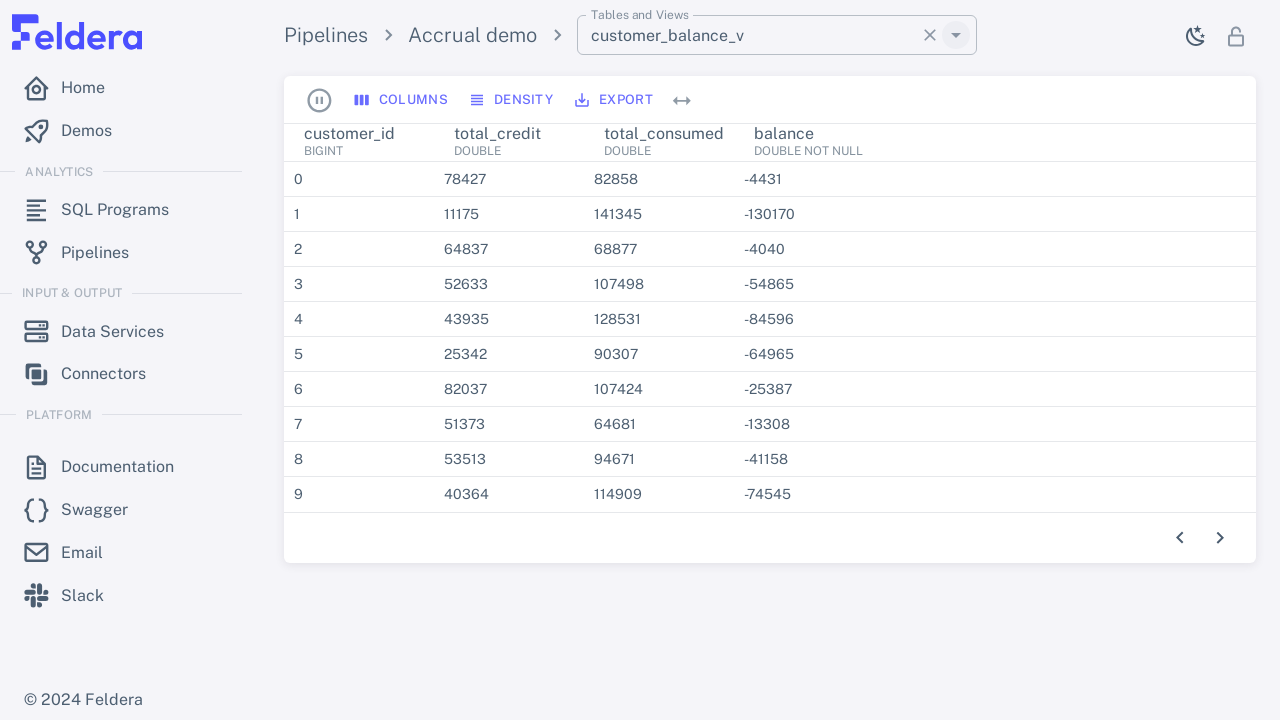 Feldera
Home
Demos
ANALYTICS
SQL Programs
Pipelines
INPUT & OUTPUT
Data Services
Connectors
PLATFORM
Documentation
Swagger
Email
Slack
© 2024 Feldera
Pipelines > Accrual demo >
Tables and Views
customer_balance_v
COLUMNS DENSITY EXPORT
customer_id total_credit total_consumed balance
BIGINT DOUBLE DOUBLE DOUBLE NOT NULL
0 78427 82858 -4431
1 11175 141345 -130170
2 64837 68877 -4040
3 52633 107498 -54865
4 43935 128531 -84596
5 25342 90307 -64965
6 82037 107424 -25387
7 51373 64681 -13308
8 53513 94671 -41158
9 40364 114909 -74545